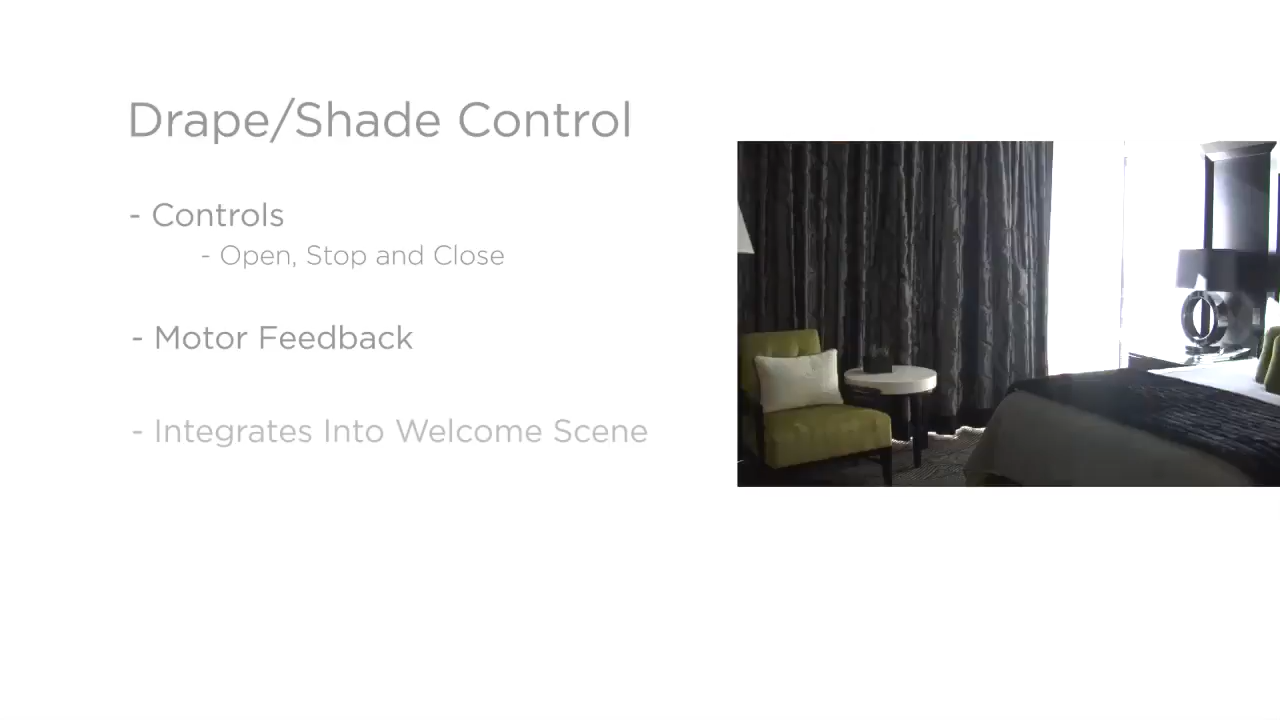 Drape/Shade Control
- Controls
- Open, Stop and Close
- Motor Feedback
- Integrates Into Welcome Scene